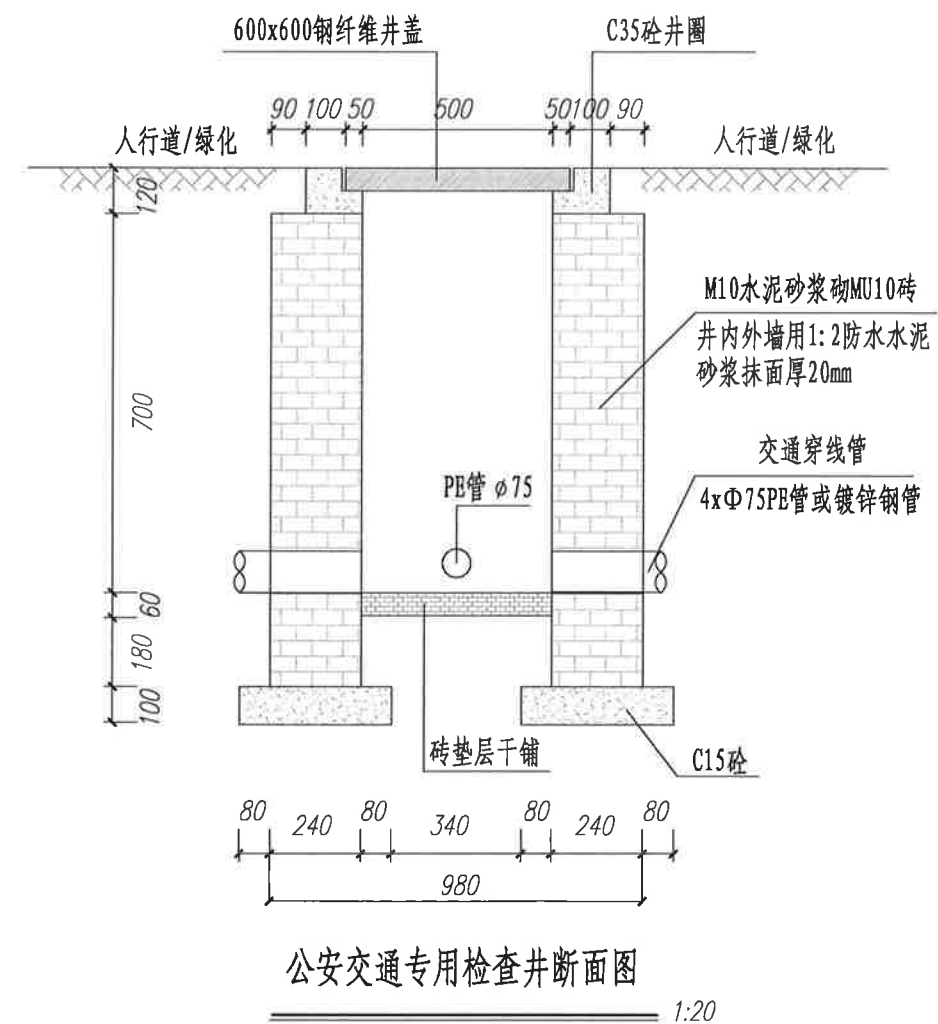 600x600钢纤维井盖
C35砼井圈
90 100 50 500 50 100 90
人行道/绿化
人行道/绿化
120
700
60
180
100
M10水泥砂浆砌MU10砖
井内外墙用1:2防水水泥
砂浆抹面厚20mm
交通穿线管
4xΦ75PE管或镀锌钢管
PE管 φ75
砖垫层干铺
C15砼
80 240 80 340 80 240 80
980
公安交通专用检查井断面图
1:20